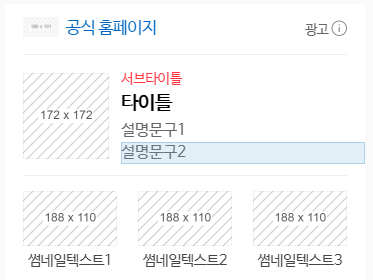 188 x 101
공식 홈페이지
광고
172 x 172
서브타이틀
타이틀
설명문구1
설명문구2
188 x 110
188 x 110
188 x 110
썸네일텍스트1
썸네일텍스트2
썸네일텍스트3